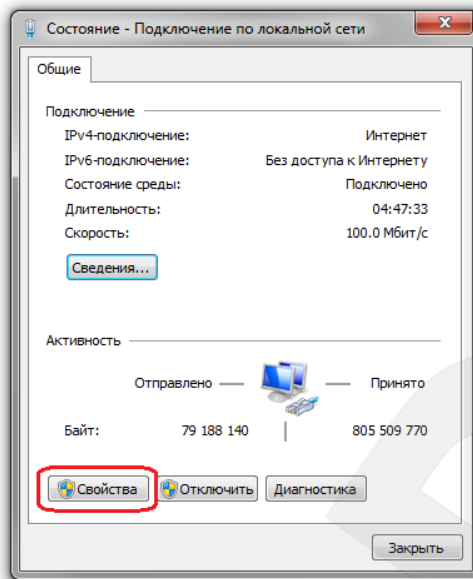 Состояние - Подключение по локальной сети
Общие
Подключение
IPv4-подключение: Интернет
IPv6-подключение: Без доступа к Интернету
Состояние среды: Подключено
Длительность: 04:47:33
Скорость: 100.0 Мбит/с
Сведения...
Активность
Отправлено — — Принято
Байт: 79 188 140 | 805 509 770
Свойства Отключить Диагностика
Закрыть